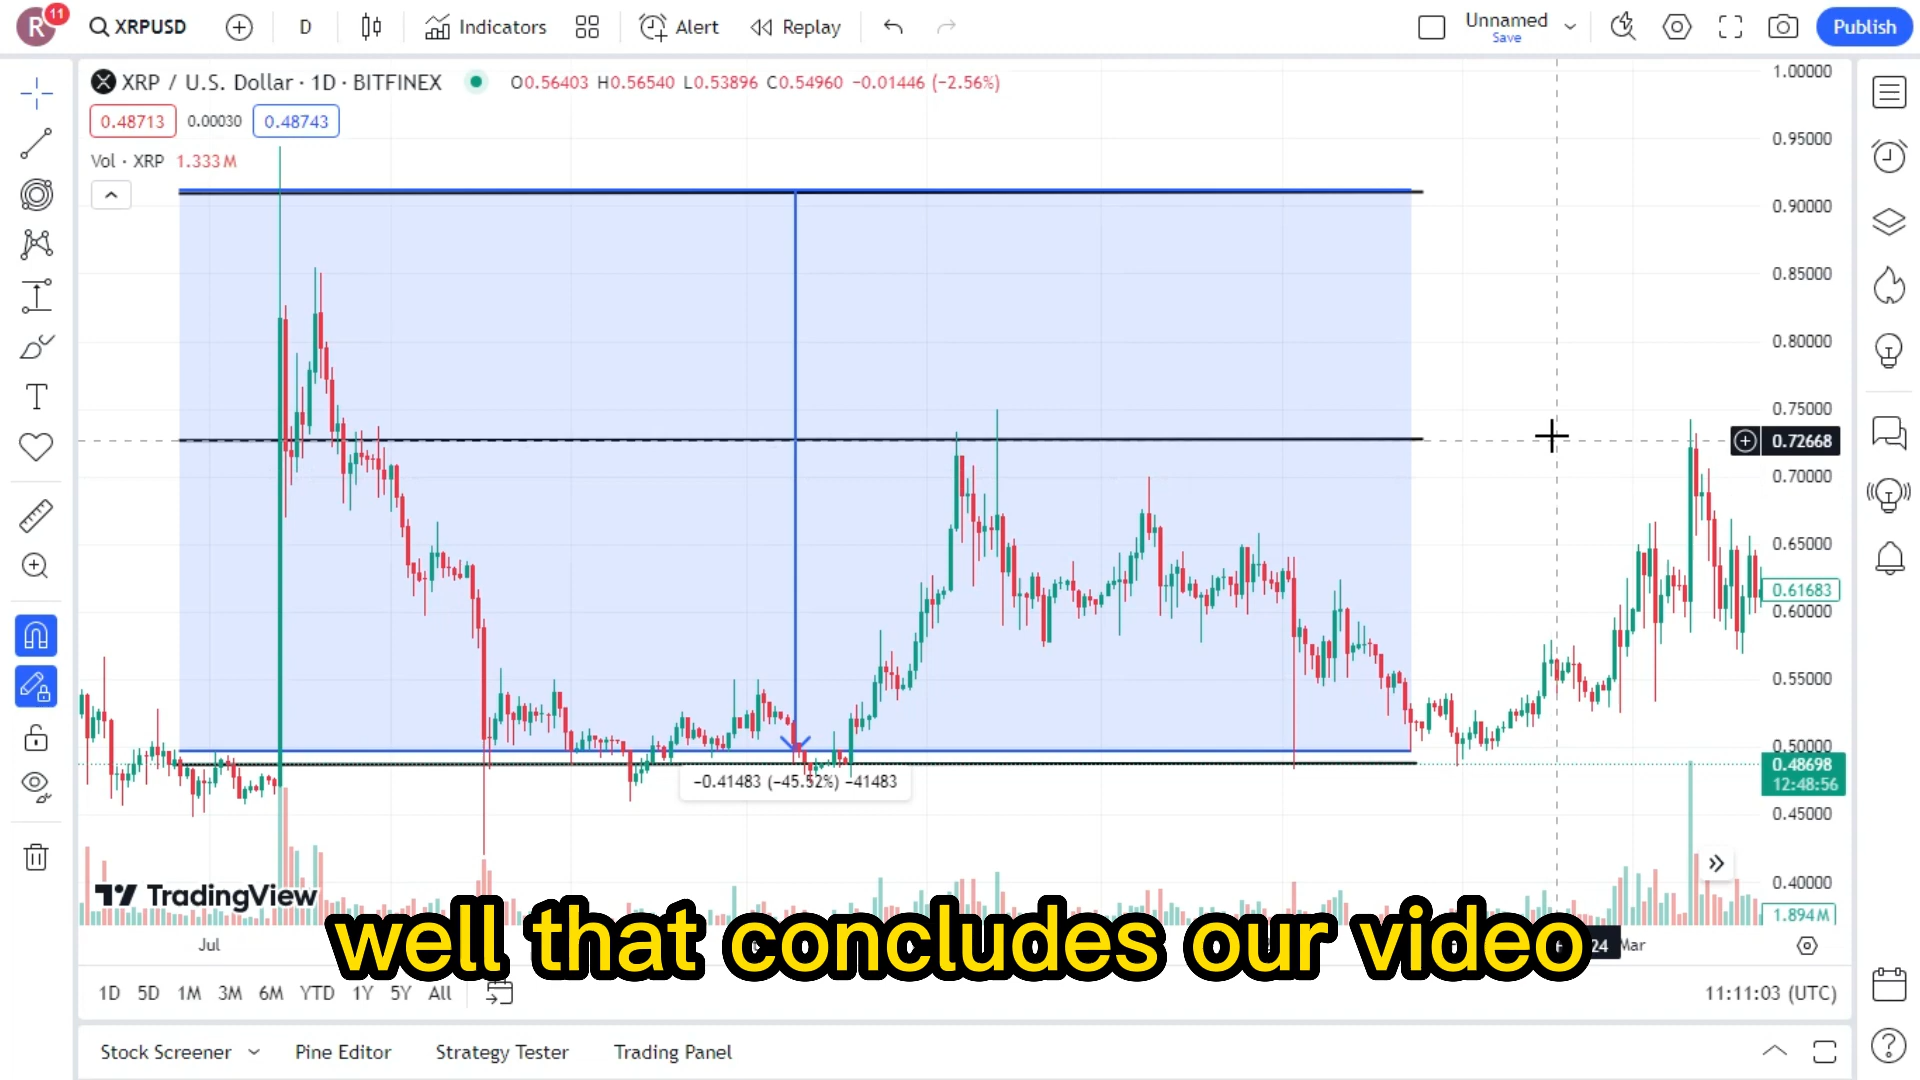 R 11 XRPUSD D Indicators Alert Replay Unnamed Save Publish
XRP / U.S. Dollar · 1D · BITFINEX O0.56403 H0.56540 L0.53896 C0.54960 −0.01446 (−2.56%)
0.48713 0.00030 0.48743
Vol · XRP 1.333 M
1.00000
0.95000
0.90000
0.85000
0.80000
0.75000
0.72668
0.70000
0.65000
0.61683
0.60000
0.55000
0.50000
0.48698
12:48:56
0.45000
0.40000
1.894 M
−0.41483 (−45.52%) −41483
TradingView
well that concludes our video
Jul 24 Mar
1D 5D 1M 3M 6M YTD 1Y 5Y All 11:11:03 (UTC)
Stock Screener Pine Editor Strategy Tester Trading Panel